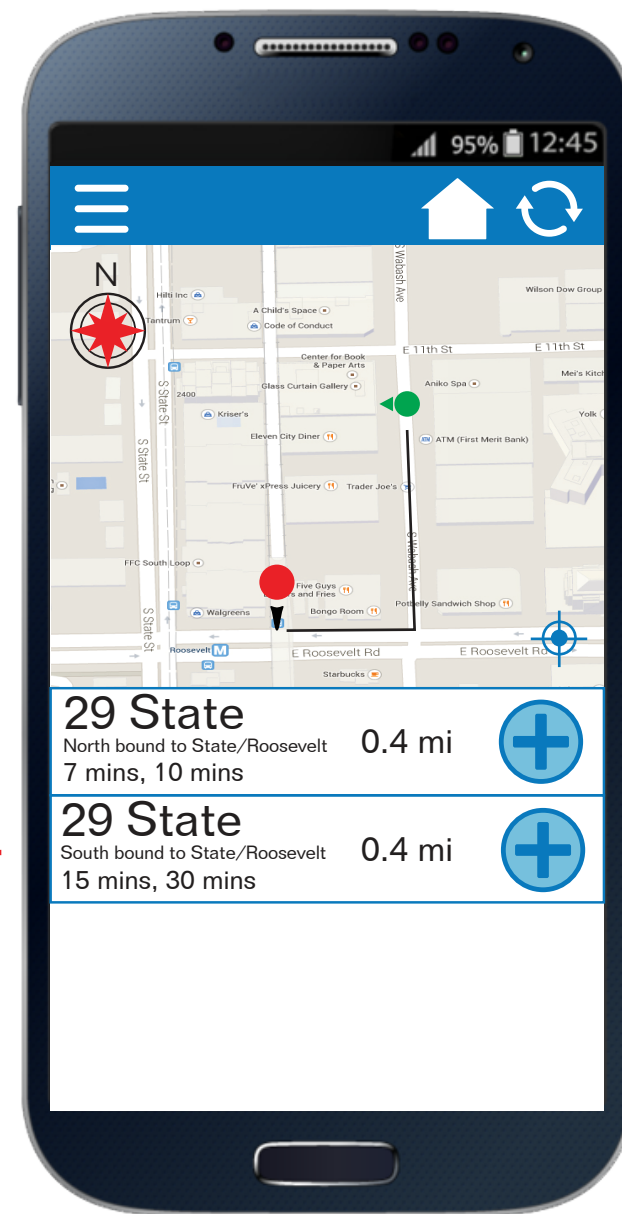 95% 12:45
N
S Wabash Ave
Hilti Inc
Wilson Dow Group
A Child's Space
Tantrum
Code of Conduct
E 11th St
E 11th St
Center for Book
& Paper Arts
Mei's Kitch
S State St
2400
Glass Curtain Gallery
Aniko Spa
Kriser's
Yolk
Eleven City Diner
ATM (First Merit Bank)
S State St
FruVe' xPress Juicery
Trader Joe's
S Wabash Ave
FFC South Loop
Five Guys
s and Fries
Walgreens
Bongo Room
Potbelly Sandwich Shop
S State St
Roosevelt M
E Roosevelt Rd
E Roosevelt Rd
Starbucks
29 State
North bound to State/Roosevelt
7 mins, 10 mins
0.4 mi
29 State
South bound to State/Roosevelt
15 mins, 30 mins
0.4 mi